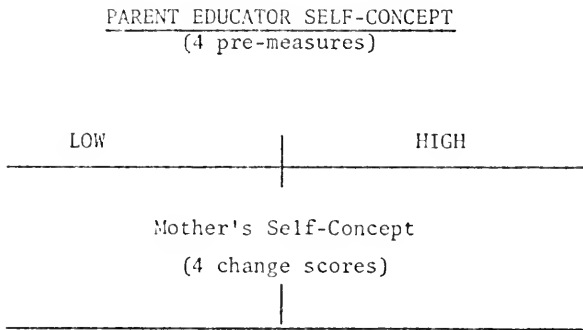 PARENT EDUCATOR SELF-CONCEPT
(4 pre-measures)
LOW HIGH
Mother's Self-Concept
(4 change scores)